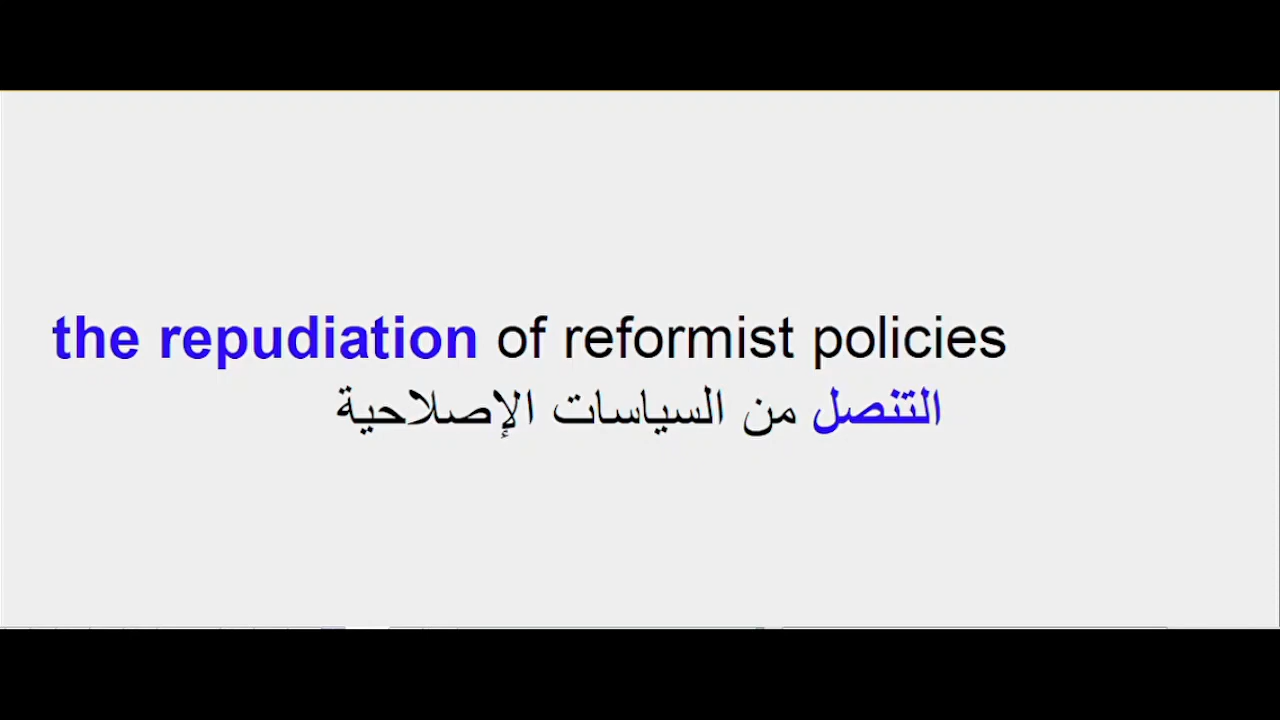 the repudiation of reformist policies
التنصل من السياسات الإصلاحية